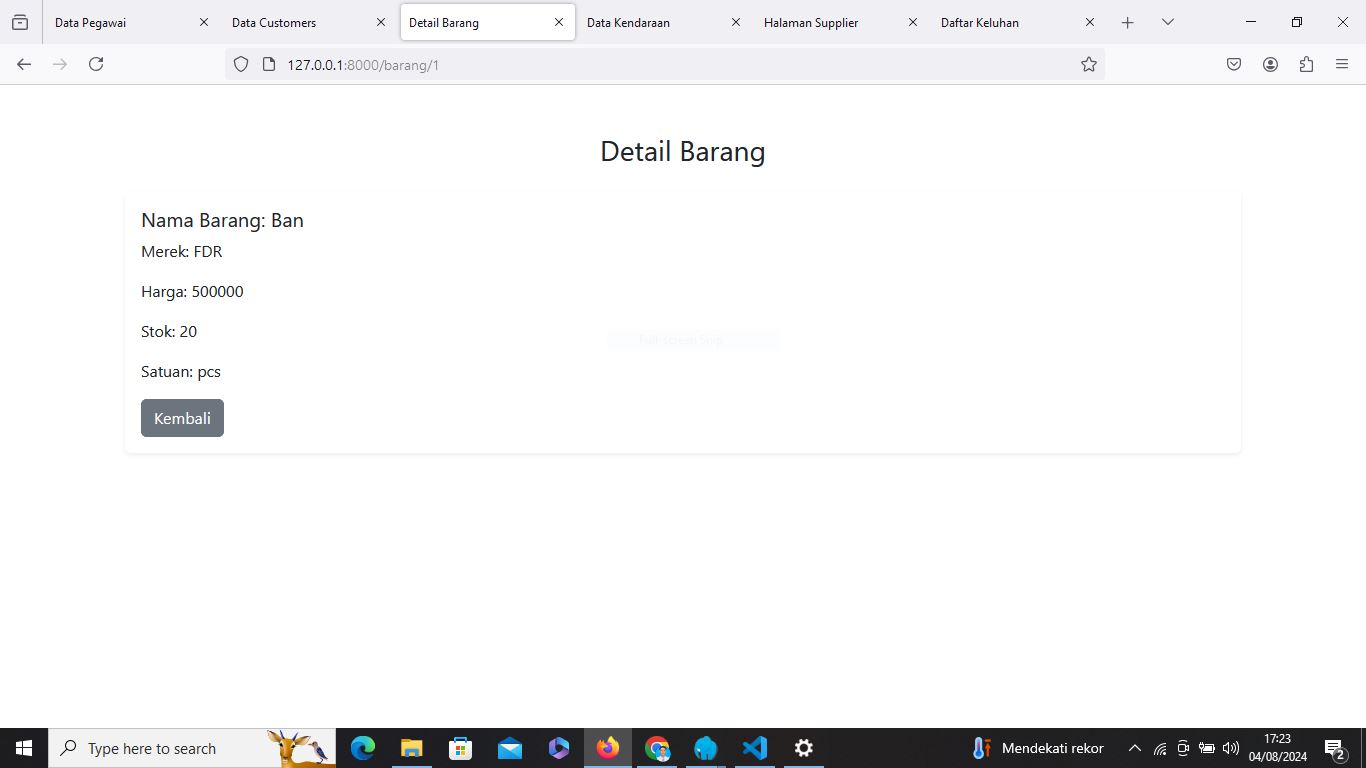 Data Pegawai
Data Customers
Detail Barang
Data Kendaraan
Halaman Supplier
Daftar Keluhan
127.0.0.1:8000/barang/1
Detail Barang
Nama Barang: Ban
Merek: FDR
Harga: 500000
Stok: 20
Satuan: pcs
Full-screen Snip
Kembali
Type here to search
Mendekati rekor
17:23
04/08/2024
2